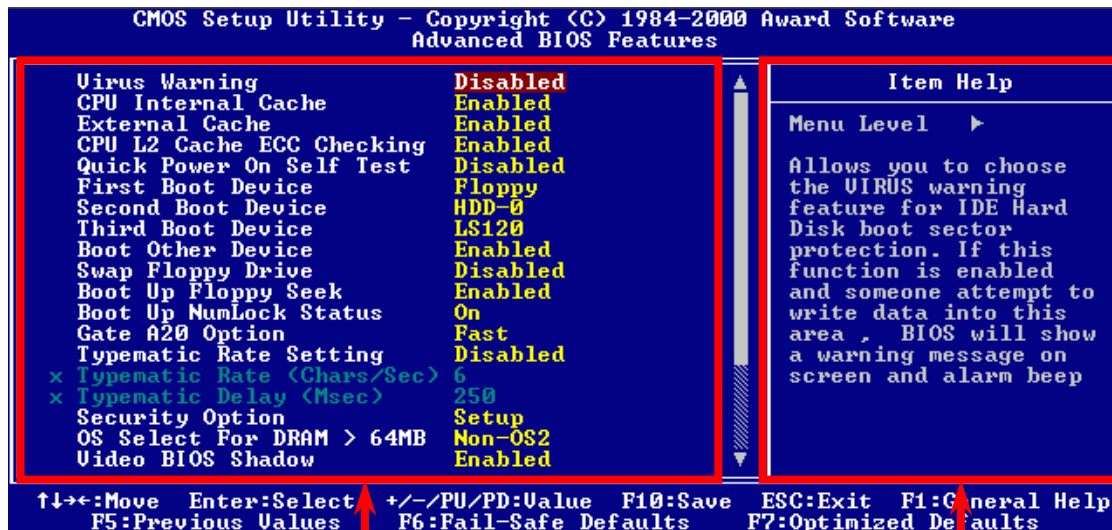 CMOS Setup Utility – Copyright (C) 1984–2000 Award Software
Advanced BIOS Features
Virus Warning Disabled
CPU Internal Cache Enabled
External Cache Enabled
CPU L2 Cache ECC Checking Enabled
Quick Power On Self Test Disabled
First Boot Device Floppy
Second Boot Device HDD-0
Third Boot Device LS120
Boot Other Device Enabled
Swap Floppy Drive Disabled
Boot Up Floppy Seek Enabled
Boot Up NumLock Status On
Gate A20 Option Fast
Typematic Rate Setting Disabled
x Typematic Rate (Chars/Sec) 6
x Typematic Delay (Msec) 250
Security Option Setup
OS Select For DRAM > 64MB Non-OS2
Video BIOS Shadow Enabled
Item Help
Menu Level ▶
Allows you to choose
the VIRUS warning
feature for IDE Hard
Disk boot sector
protection. If this
function is enabled
and someone attempt to
write data into this
area , BIOS will show
a warning message on
screen and alarm beep
↑↓→←:Move Enter:Select +/-/PU/PD:Value F10:Save ESC:Exit F1:General Help
F5:Previous Values F6:Fail-Safe Defaults F7:Optimized Defaults